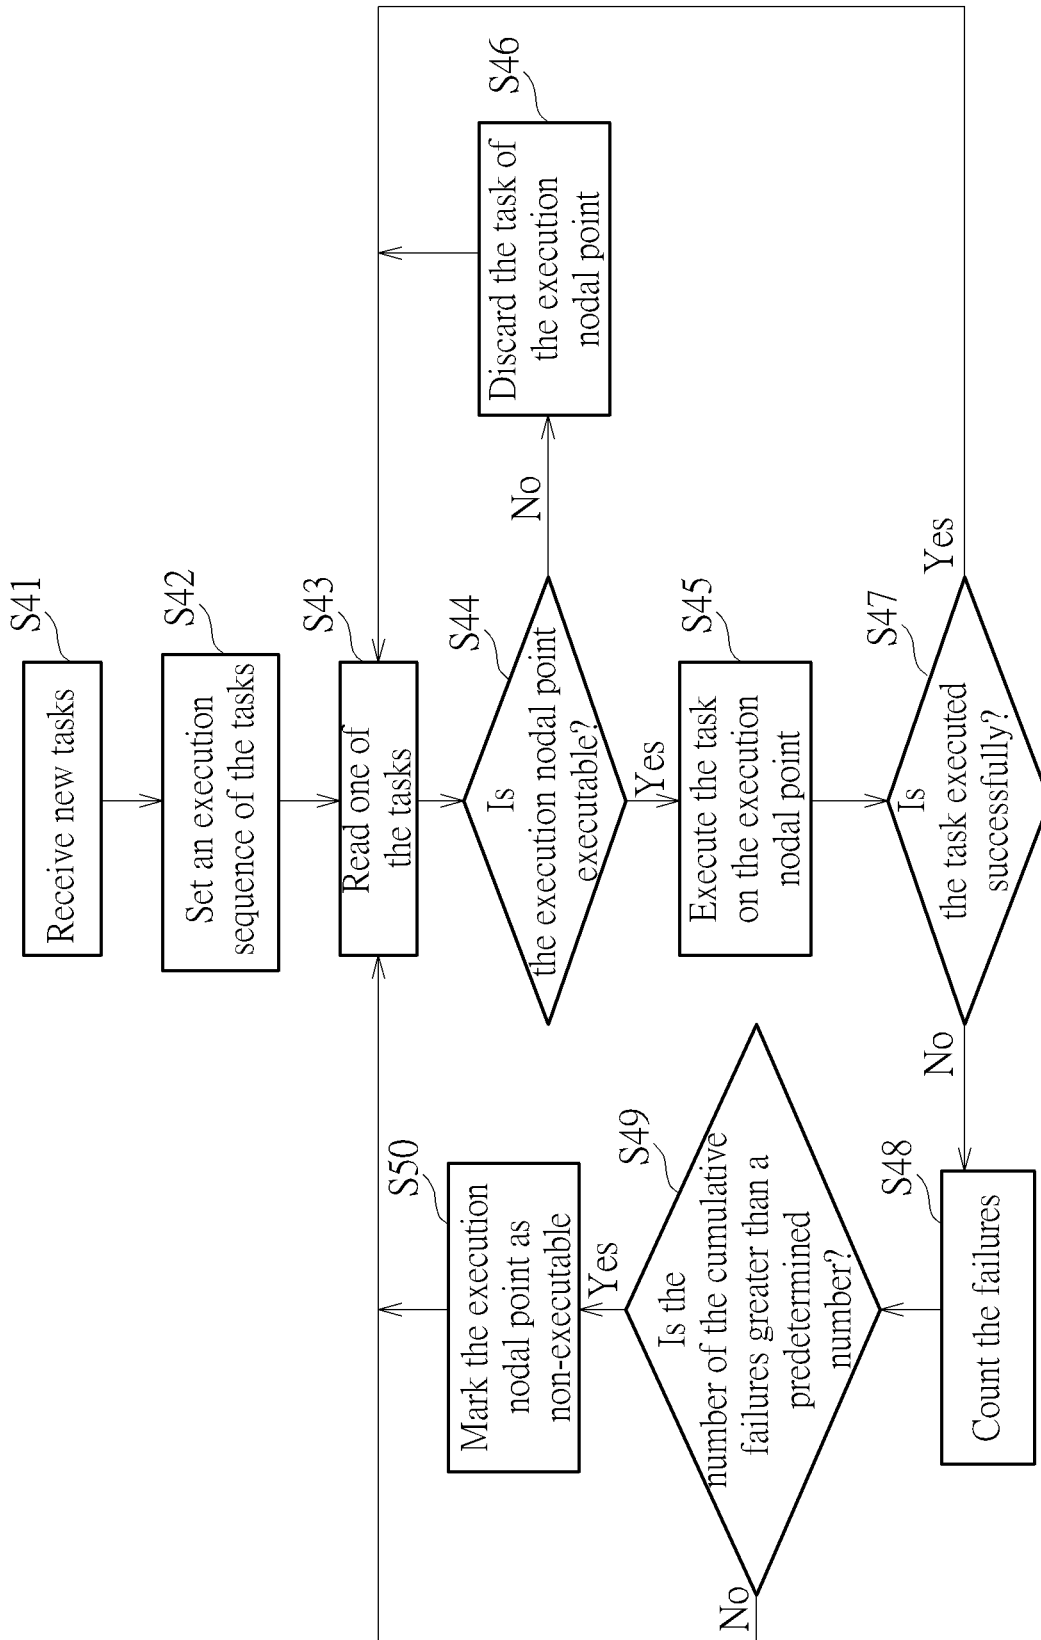 S41
Receive new tasks
S42
Set an execution
sequence of the tasks
S43
Read one of
the tasks
S44
Is
the execution nodal point
executable?
No
Yes
S46
Discard the task of
the execution
nodal point
S45
Execute the task
on the execution
nodal point
S47
Is
the task executed
successfully?
Yes
No
S48
Count the failures
S49
Is the
number of the cumulative
failures greater than a
predetermined
number?
Yes
No
S50
Mark the execution
nodal point as
non-executable